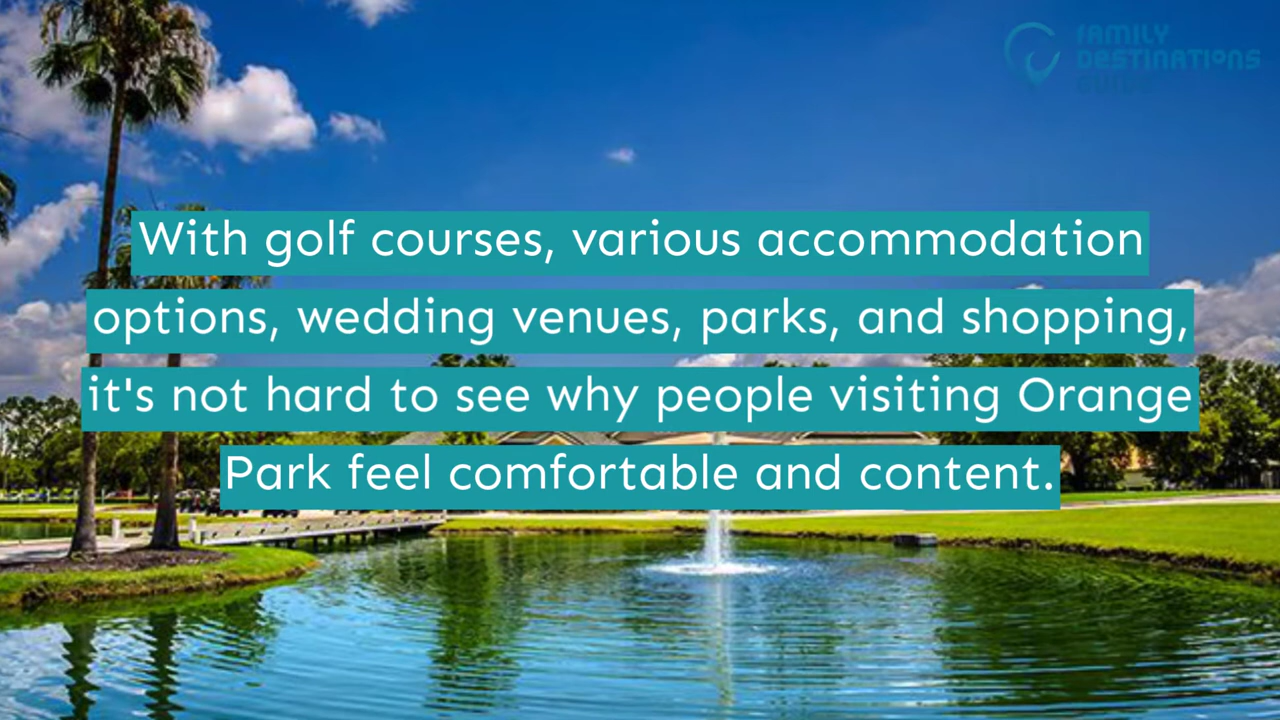 FAMILY
DESTINATIONS
GUIDE
With golf courses, various accommodation
options, wedding venues, parks, and shopping,
it's not hard to see why people visiting Orange
Park feel comfortable and content.